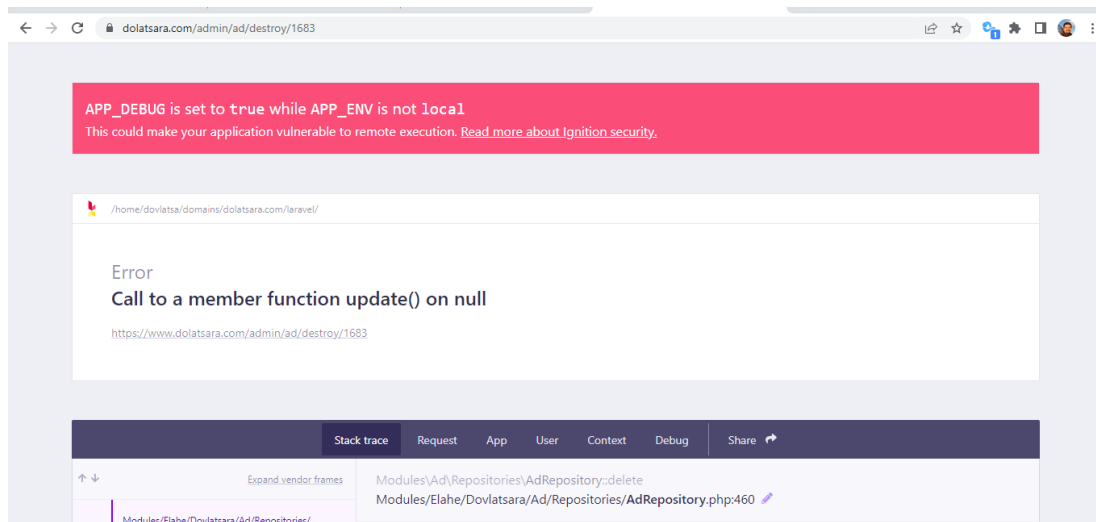 dolatsara.com/admin/ad/destroy/1683
1
APP_DEBUG is set to true while APP_ENV is not local
This could make your application vulnerable to remote execution. Read more about Ignition security.
/home/dovlatsa/domains/dolatsara.com/laravel/
Error
Call to a member function update() on null
https://www.dolatsara.com/admin/ad/destroy/1683
Stack trace Request App User Context Debug Share
Expand vendor frames
Modules\Ad\Repositories\AdRepository::delete
Modules/Elahe/Dovlatsara/Ad/Repositories/AdRepository.php:460
Modules/Elahe/Dovlatsara/Ad/Repositories/